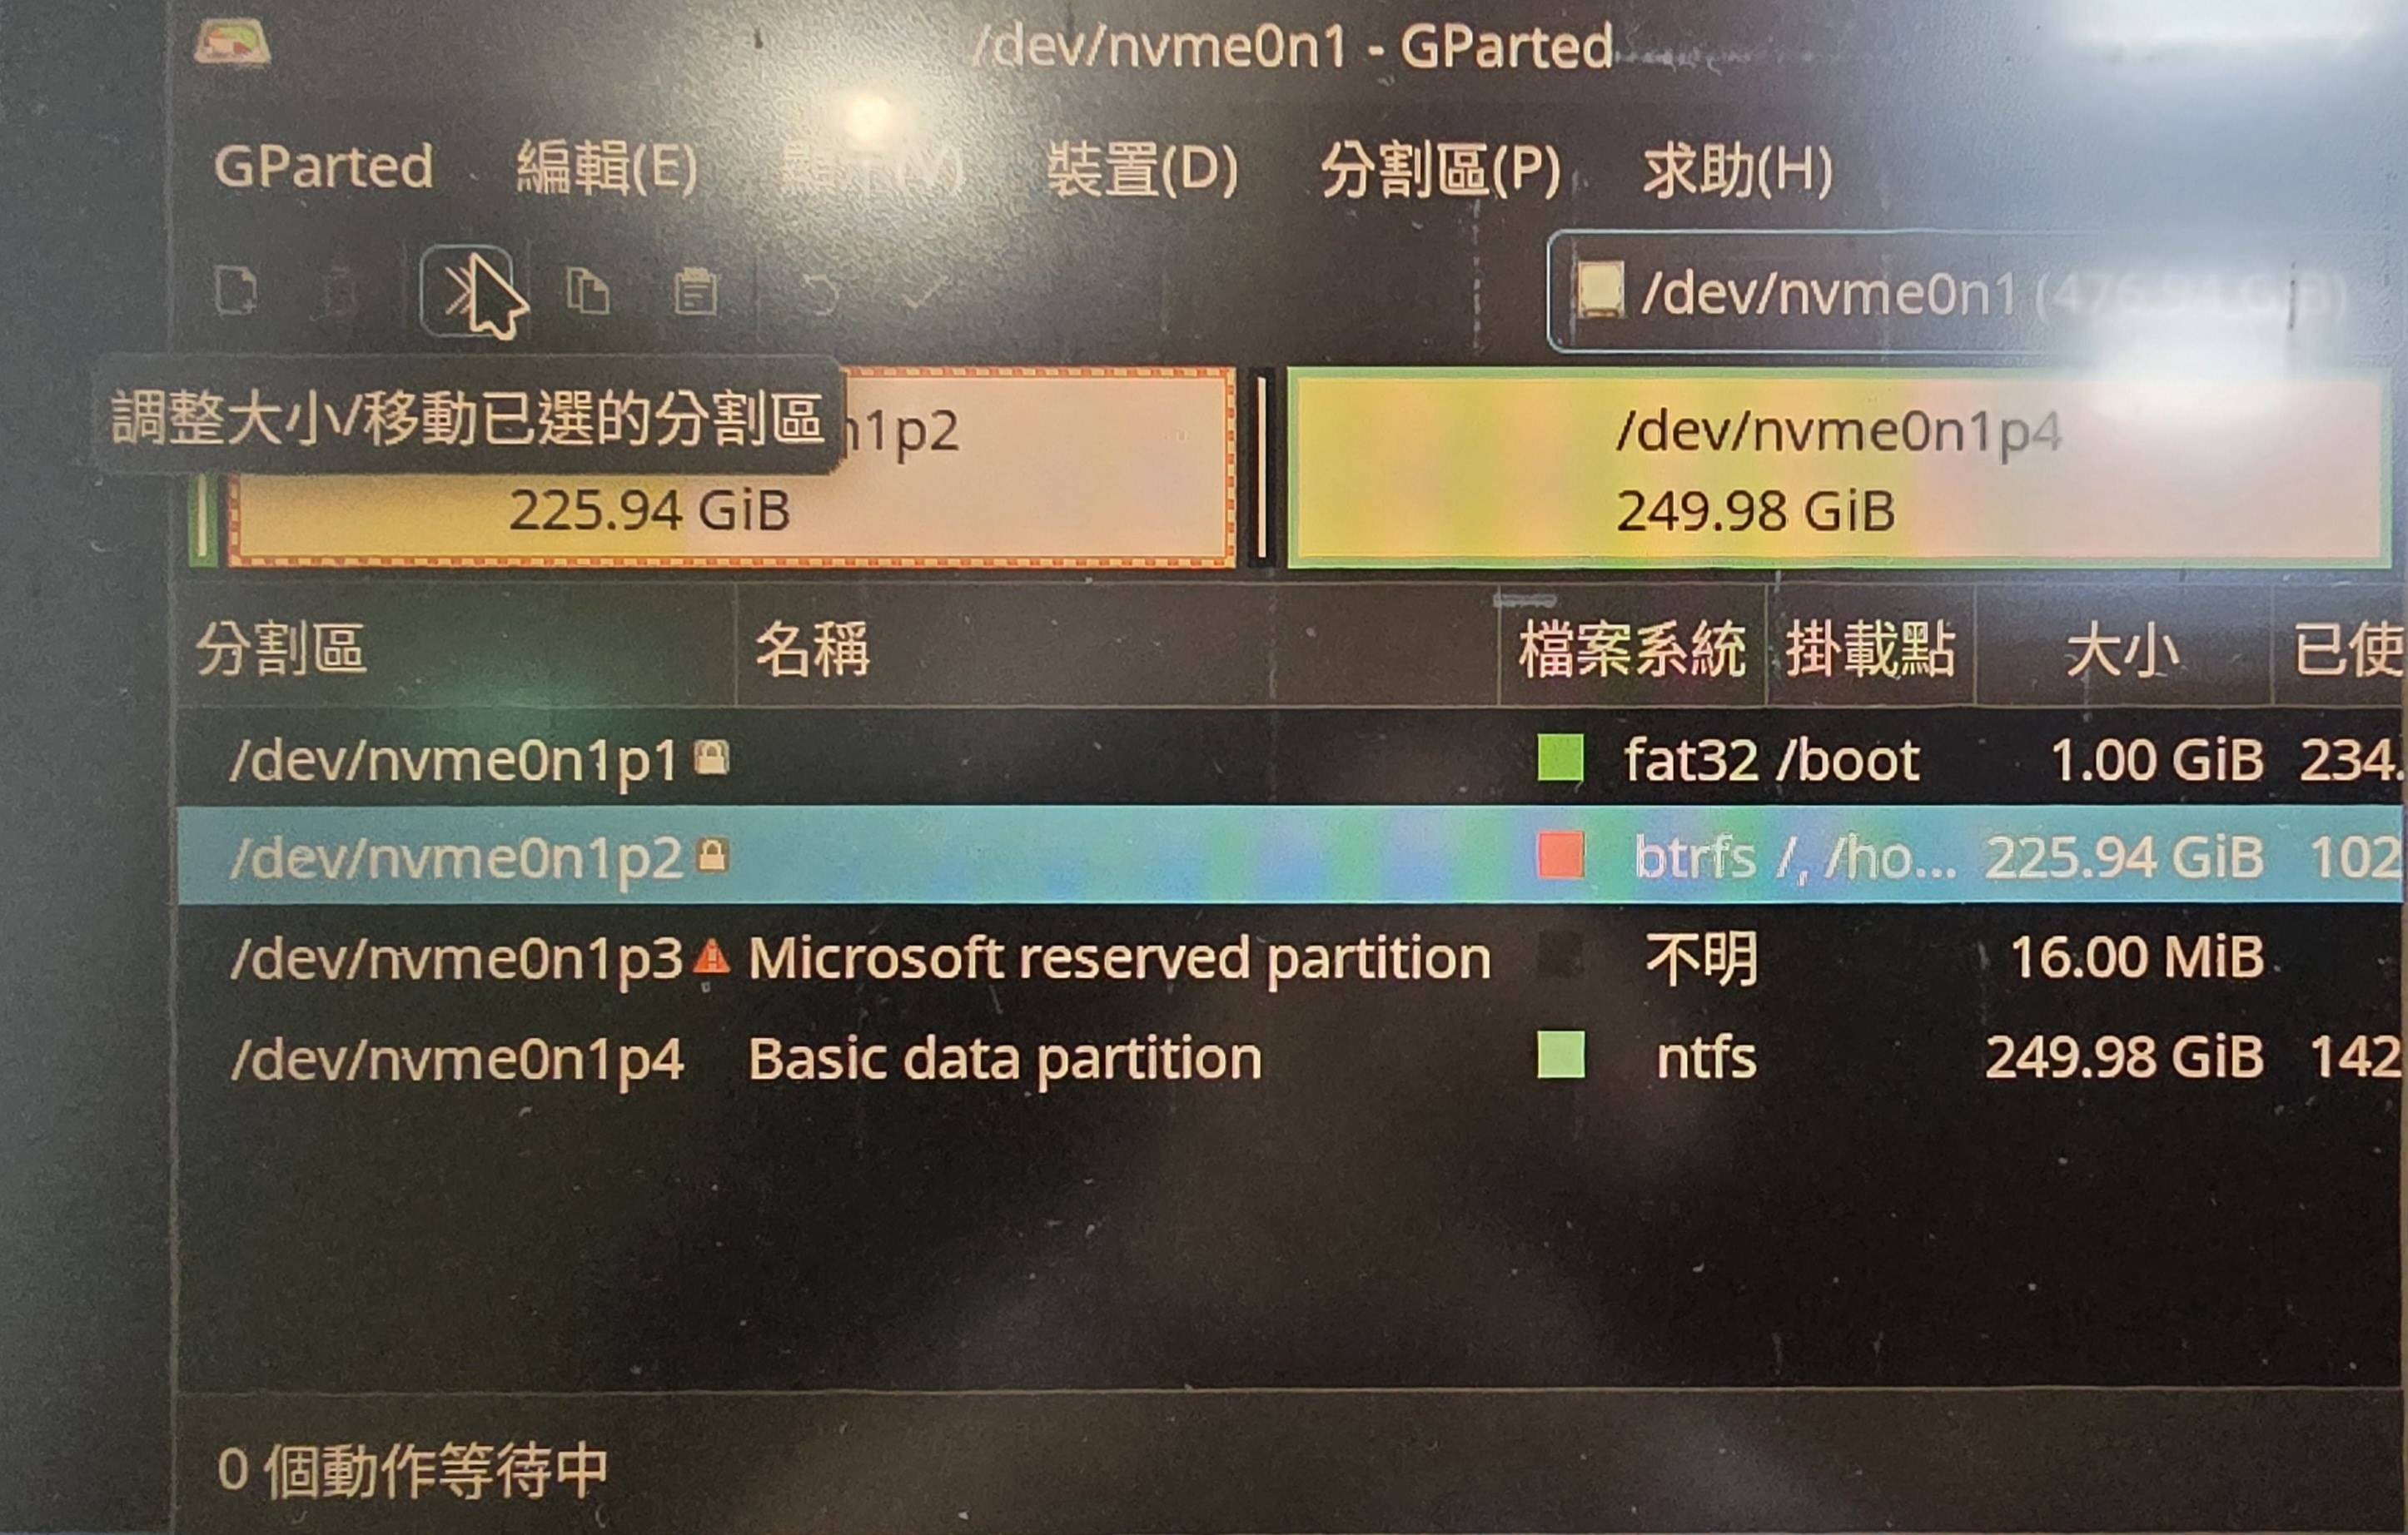 /dev/nvme0n1 - GParted
GParted 編輯(E) 顯示(V) 裝置(D) 分割區(P) 求助(H)
/dev/nvme0n1 (476.94 GiB)
調整大小/移動已選的分割區
n1p2
225.94 GiB
/dev/nvme0n1p4
249.98 GiB
分割區 名稱 檔案系統 掛載點 大小 已使
/dev/nvme0n1p1 fat32 /boot 1.00 GiB 234.
/dev/nvme0n1p2 btrfs /, /ho... 225.94 GiB 102
/dev/nvme0n1p3 Microsoft reserved partition 不明 16.00 MiB
/dev/nvme0n1p4 Basic data partition ntfs 249.98 GiB 142
0 個動作等待中